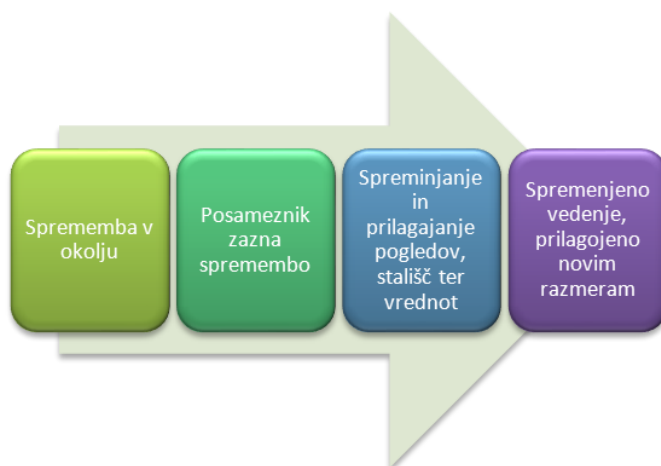 Sprememba v
okolju
Posameznik
zazna
spremembo
Spreminjanje
in
prilagajanje
pogledov,
stališč ter
vrednot
Spremenjeno
vedenje,
prilagojeno
novim
razmeram